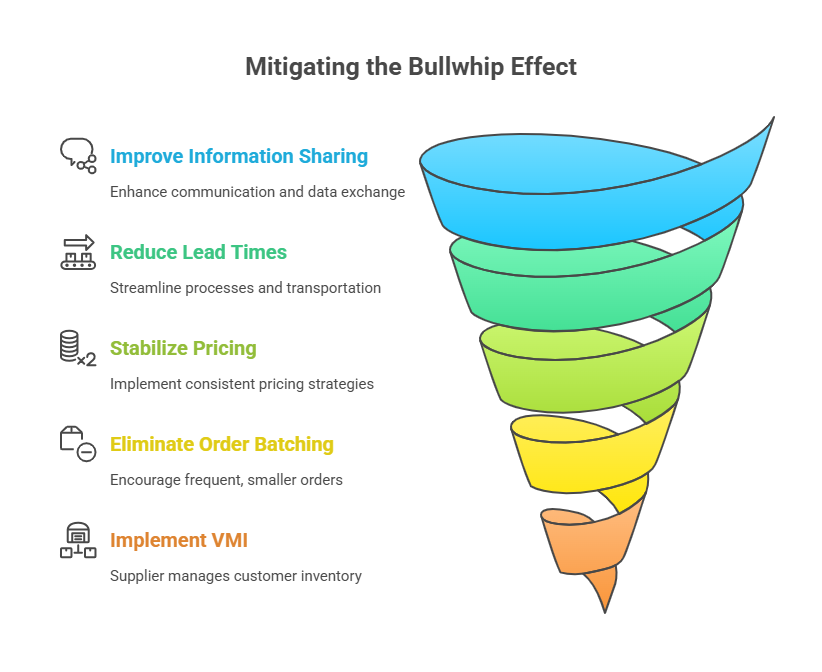 Mitigating the Bullwhip Effect
Improve Information Sharing
Enhance communication and data exchange
Reduce Lead Times
Streamline processes and transportation
×2
Stabilize Pricing
Implement consistent pricing strategies
Eliminate Order Batching
Encourage frequent, smaller orders
Implement VMI
Supplier manages customer inventory